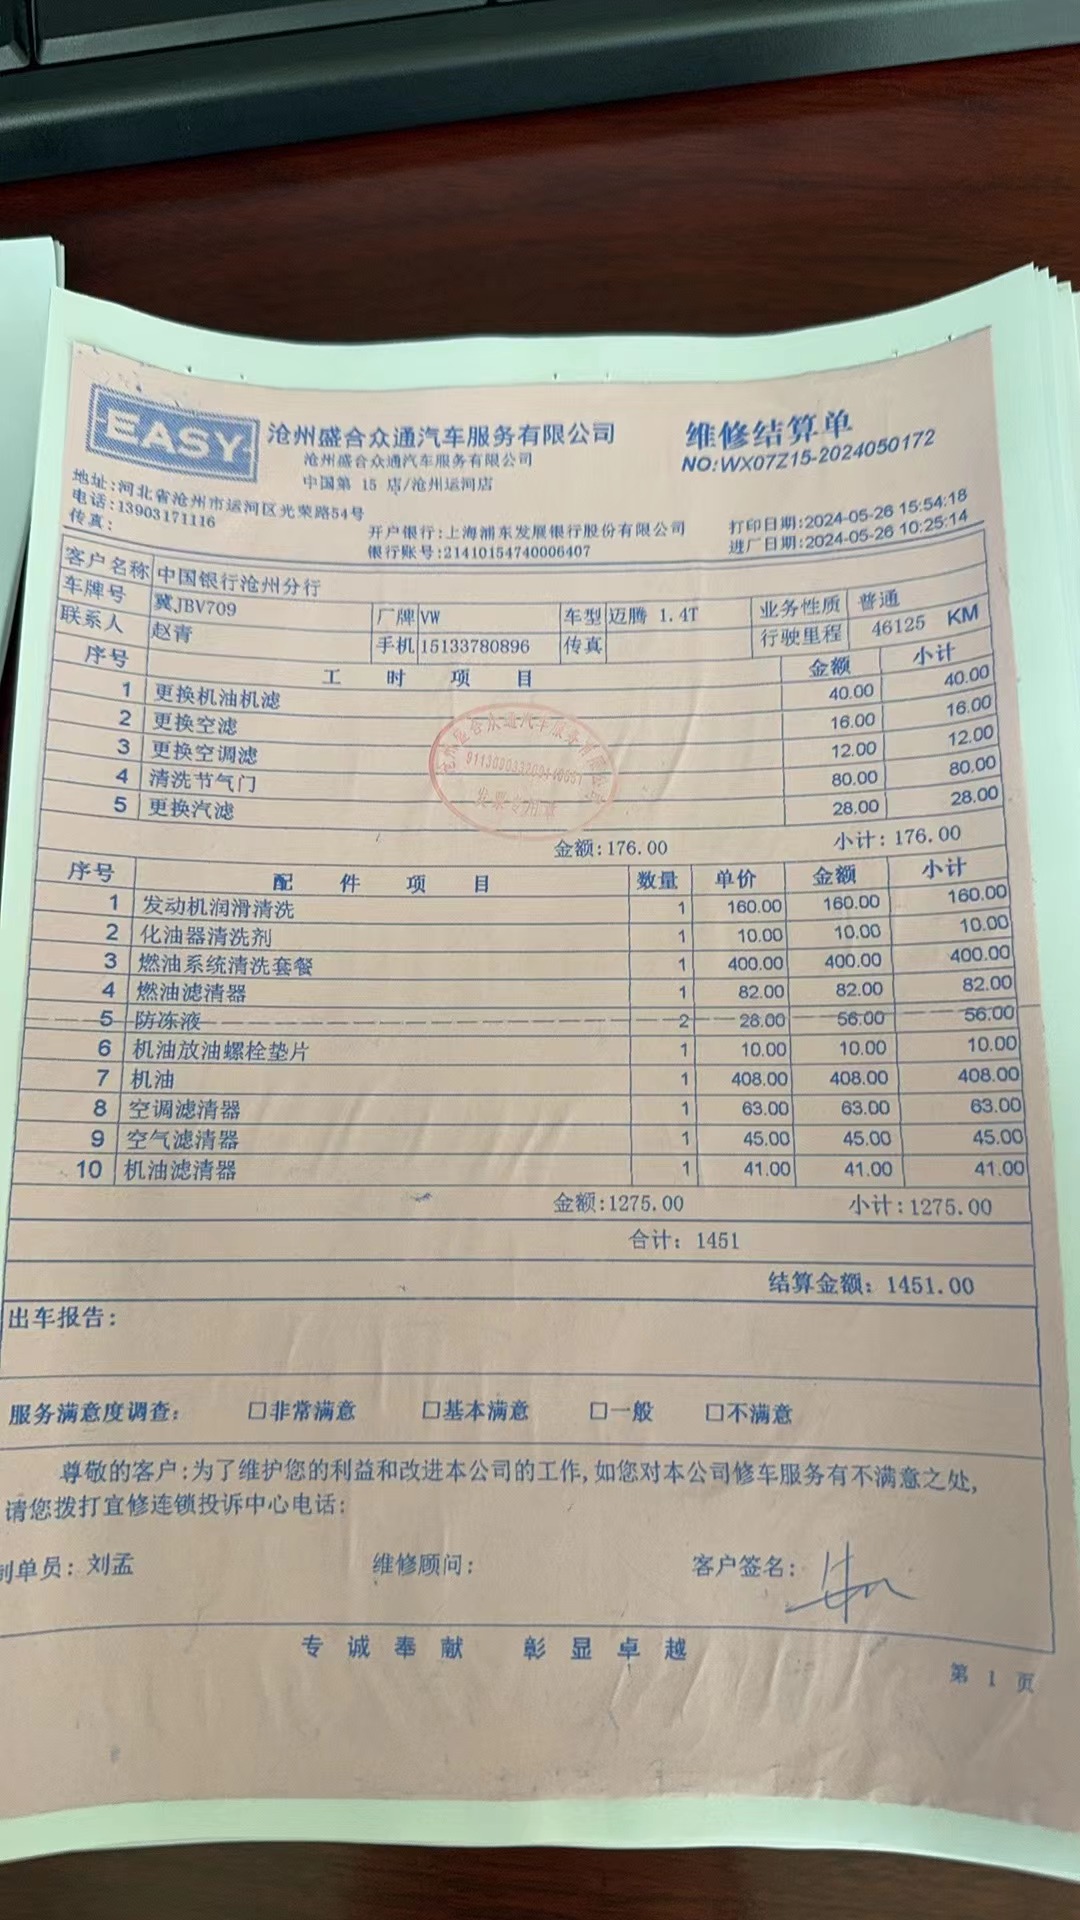 EASY
沧州盛合众通汽车服务有限公司
维修结算单
沧州盛合众通汽车服务有限公司
NO:WX07Z15-2024050172
中国第 15 店/沧州运河店
地址:河北省沧州市运河区光荣路54号
电话:13903171116
传真:
开户银行:上海浦东发展银行股份有限公司
银行账号:21410154740006407
打印日期:2024-05-26 15:54:18
进厂日期:2024-05-26 10:25:14
客户名称 中国银行沧州分行
车牌号 冀JBV709 厂牌 VW 车型 迈腾 1.4T 业务性质 普通
联系人 赵青 手机 15133780896 传真 行驶里程 46125 KM
序号 工 时 项 目 金额 小计
1 更换机油机滤 40.00 40.00
2 更换空滤 16.00 16.00
3 更换空调滤 12.00 12.00
4 清洗节气门 80.00 80.00
5 更换汽滤 28.00 28.00
发票专用章
金额:176.00 小计:176.00
序号 配 件 项 目 数量 单价 金额 小计
1 发动机润滑清洗 1 160.00 160.00 160.00
2 化油器清洗剂 1 10.00 10.00 10.00
3 燃油系统清洗套餐 1 400.00 400.00 400.00
4 燃油滤清器 1 82.00 82.00 82.00
5 防冻液 2 28.00 56.00 56.00
6 机油放油螺栓垫片 1 10.00 10.00 10.00
7 机油 1 408.00 408.00 408.00
8 空调滤清器 1 63.00 63.00 63.00
9 空气滤清器 1 45.00 45.00 45.00
10 机油滤清器 1 41.00 41.00 41.00
金额:1275.00 小计:1275.00
合计: 1451
结算金额: 1451.00
出车报告:
服务满意度调查: □非常满意 □基本满意 □一般 □不满意
尊敬的客户:为了维护您的利益和改进本公司的工作,如您对本公司修车服务有不满意之处,
请您拨打宜修连锁投诉中心电话:
制单员: 刘孟 维修顾问: 客户签名:
专 诚 奉 献 彰 显 卓 越
第 1 页